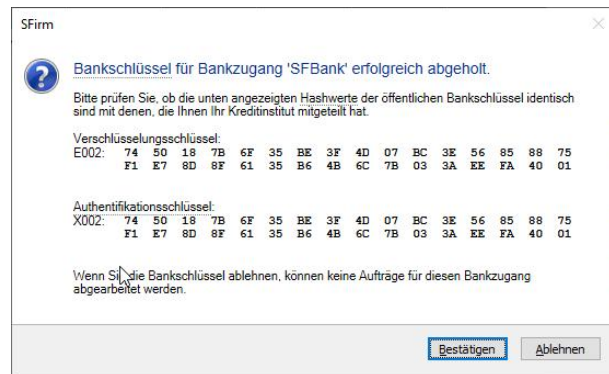 SFirm
Bankschlüssel für Bankzugang 'SFBank' erfolgreich abgeholt.
Bitte prüfen Sie, ob die unten angezeigten Hashwerte der öffentlichen Bankschlüssel identisch
sind mit denen, die Ihnen Ihr Kreditinstitut mitgeteilt hat.
Verschlüsselungsschlüssel:
E002: 74 50 18 7B 6F 35 BE 3F 4D 07 BC 3E 56 85 88 75
F1 E7 8D 8F 61 35 B6 4B 6C 7B 03 3A EE FA 40 01
Authentifikationsschlüssel:
X002: 74 50 18 7B 6F 35 BE 3F 4D 07 BC 3E 56 85 88 75
F1 E7 8D 8F 61 35 B6 4B 6C 7B 03 3A EE FA 40 01
Wenn Sie die Bankschlüssel ablehnen, können keine Aufträge für diesen Bankzugang
abgearbeitet werden.
Bestätigen
Ablehnen